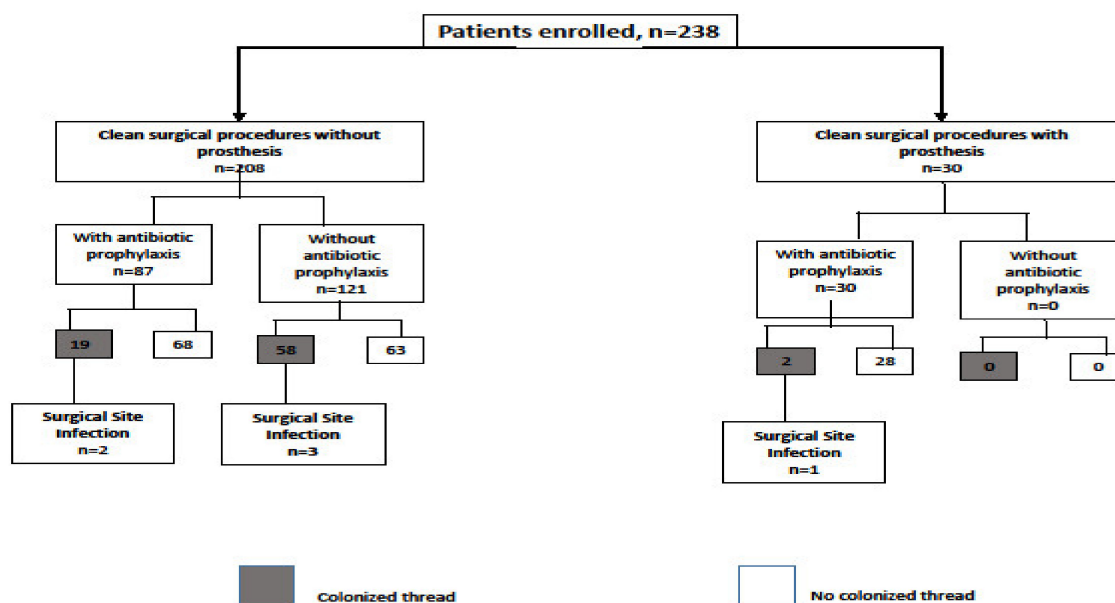 Patients enrolled, n=238
Clean surgical procedures without
prosthesis
n=208
Clean surgical procedures with
prosthesis
n=30
With antibiotic
prophylaxis
n=87
Without
antibiotic
prophylaxis
n=121
With antibiotic
prophylaxis
n=30
Without
antibiotic
prophylaxis
n=0
19
68
58
63
2
28
0
0
Surgical Site
Infection
n=2
Surgical Site
Infection
n=3
Surgical Site
Infection
n=1
Colonized thread
No colonized thread